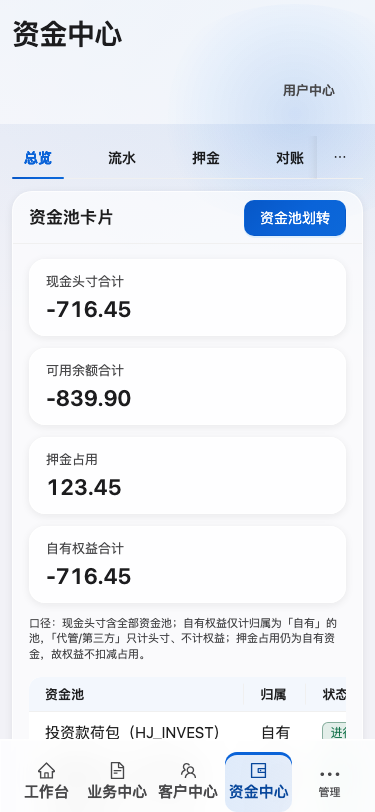 资金中心
用户中心
总览 流水 押金 对账 ···
资金池卡片 资金池划转
现金头寸合计
-716.45
可用余额合计
-839.90
押金占用
123.45
自有权益合计
-716.45
口径：现金头寸含全部资金池；自有权益仅计归属为「自有」的
池，「代管/第三方」只计头寸、不计权益；押金占用仍为自有资
金，故权益不扣减占用。
资金池 归属 状态
投资款荷包（HJ_INVEST） 自有
工作台 业务中心 客户中心 资金中心 管理